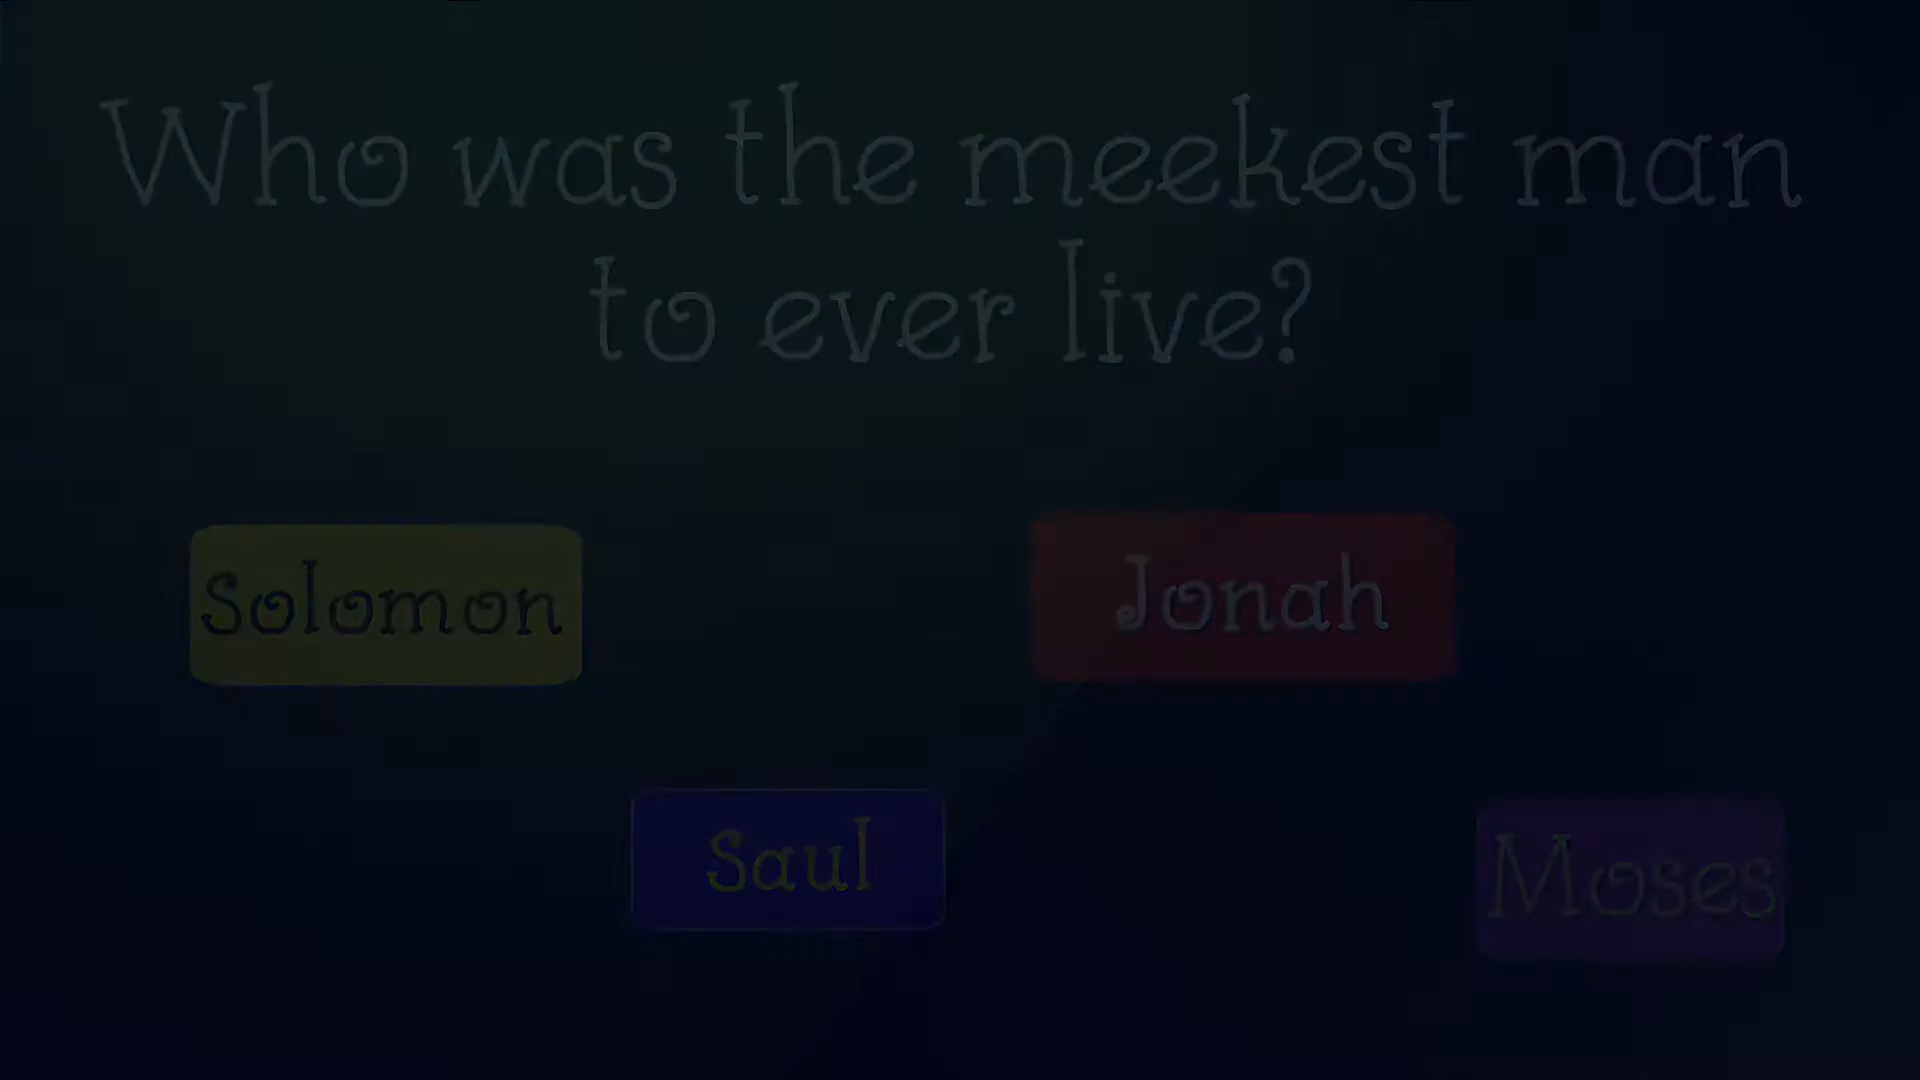 Who was the meekest man
to ever live?
Solomon
Jonah
Saul
Moses